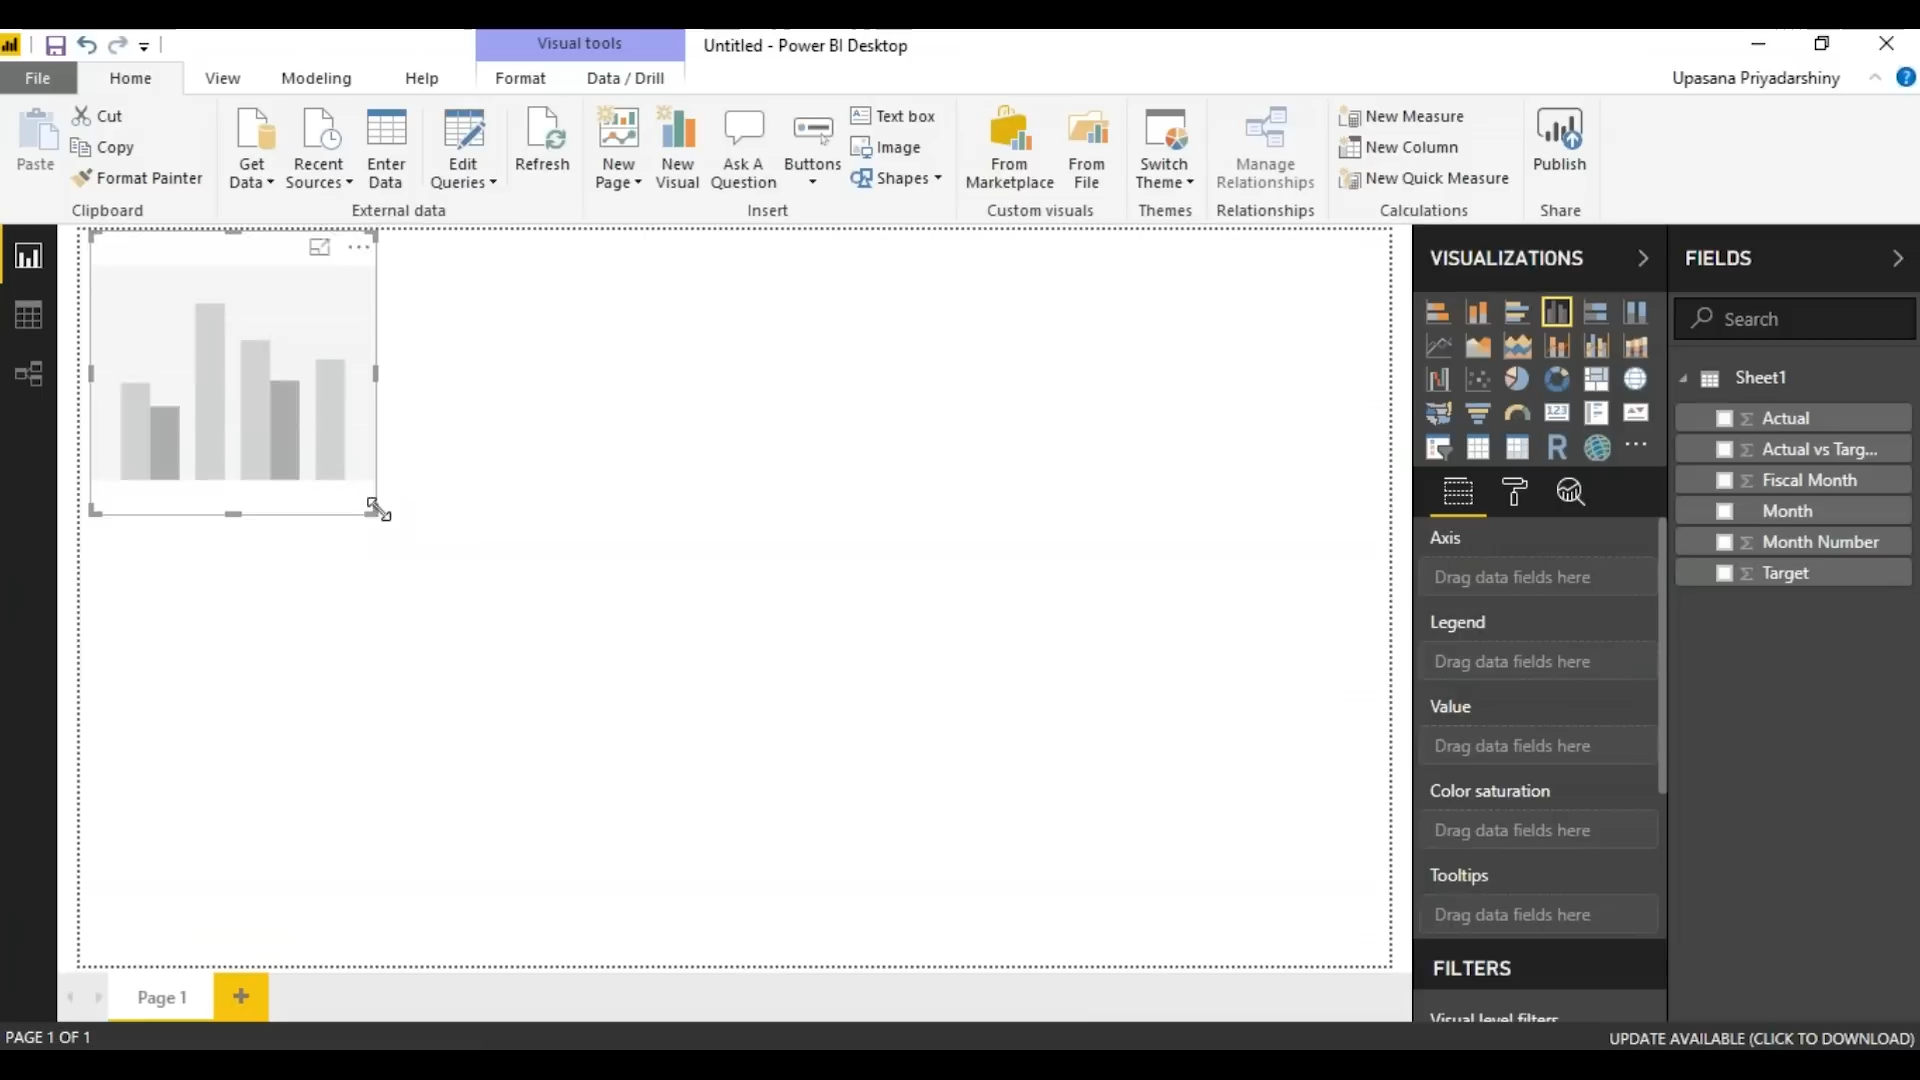 Visual tools
Untitled - Power BI Desktop
File
Home
View
Modeling
Help
Format
Data / Drill
Upasana Priyadarshiny
Paste
Cut
Copy
Format Painter
Clipboard
Get
Data
Recent
Sources
Enter
Data
Edit
Queries
Refresh
External data
New
Page
New
Visual
Ask A
Question
Buttons
Text box
Image
Shapes
Insert
From
Marketplace
From
File
Custom visuals
Switch
Theme
Themes
Manage
Relationships
Relationships
New Measure
New Column
New Quick Measure
Calculations
Publish
Share
VISUALIZATIONS
123
R
Axis
Drag data fields here
Legend
Drag data fields here
Value
Drag data fields here
Color saturation
Drag data fields here
Tooltips
Drag data fields here
FILTERS
Visual level filters
FIELDS
Search
Sheet1
Σ Actual
Σ Actual vs Targ...
Σ Fiscal Month
Month
Σ Month Number
Σ Target
Page 1
PAGE 1 OF 1
UPDATE AVAILABLE (CLICK TO DOWNLOAD)